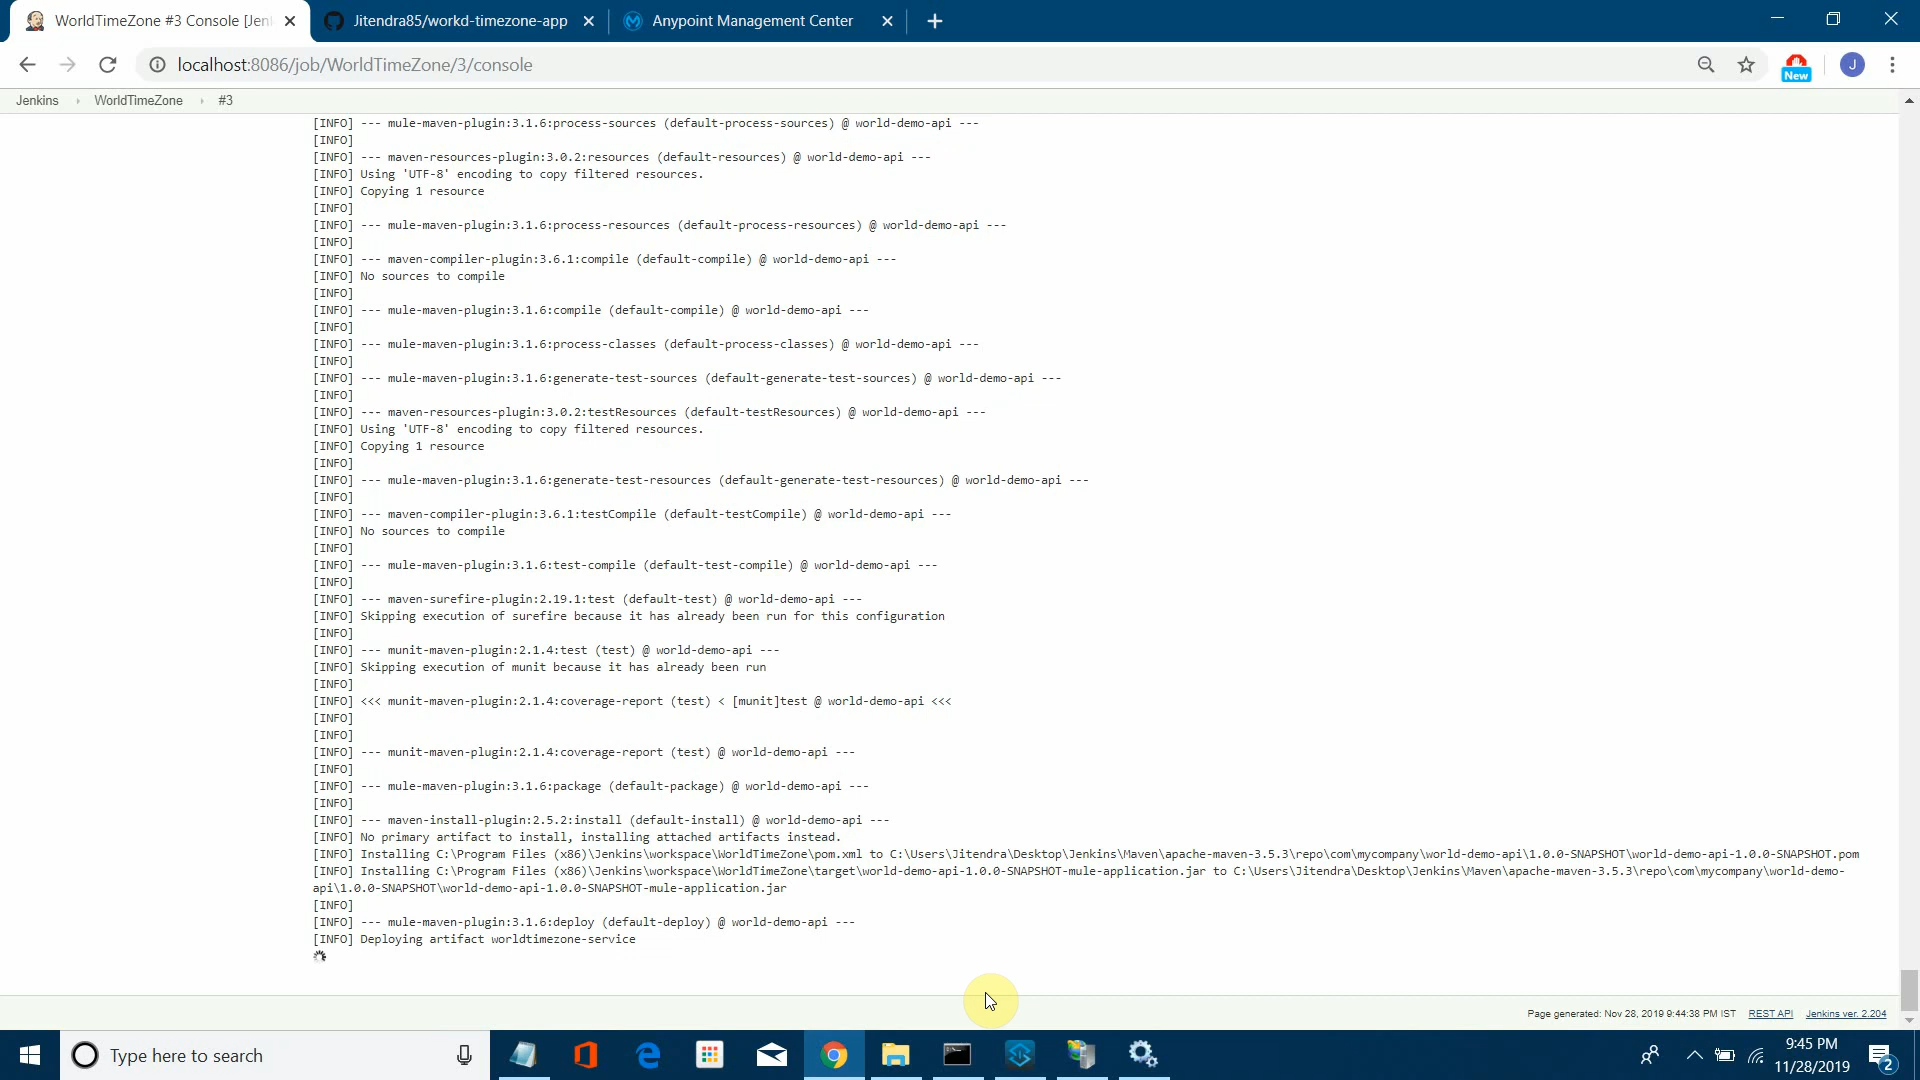 WorldTimeZone #3 Console [Jen
Jitendra85/workd-timezone-app
Anypoint Management Center
localhost:8086/job/WorldTimeZone/3/console
New
J
Jenkins
WorldTimeZone
#3
[INFO] --- mule-maven-plugin:3.1.6:process-sources (default-process-sources) @ world-demo-api ---
[INFO]
[INFO] --- maven-resources-plugin:3.0.2:resources (default-resources) @ world-demo-api ---
[INFO] Using 'UTF-8' encoding to copy filtered resources.
[INFO] Copying 1 resource
[INFO]
[INFO] --- mule-maven-plugin:3.1.6:process-resources (default-process-resources) @ world-demo-api ---
[INFO]
[INFO] --- maven-compiler-plugin:3.6.1:compile (default-compile) @ world-demo-api ---
[INFO] No sources to compile
[INFO]
[INFO] --- mule-maven-plugin:3.1.6:compile (default-compile) @ world-demo-api ---
[INFO]
[INFO] --- mule-maven-plugin:3.1.6:process-classes (default-process-classes) @ world-demo-api ---
[INFO]
[INFO] --- mule-maven-plugin:3.1.6:generate-test-sources (default-generate-test-sources) @ world-demo-api ---
[INFO]
[INFO] --- maven-resources-plugin:3.0.2:testResources (default-testResources) @ world-demo-api ---
[INFO] Using 'UTF-8' encoding to copy filtered resources.
[INFO] Copying 1 resource
[INFO]
[INFO] --- mule-maven-plugin:3.1.6:generate-test-resources (default-generate-test-resources) @ world-demo-api ---
[INFO]
[INFO] --- maven-compiler-plugin:3.6.1:testCompile (default-testCompile) @ world-demo-api ---
[INFO] No sources to compile
[INFO]
[INFO] --- mule-maven-plugin:3.1.6:test-compile (default-test-compile) @ world-demo-api ---
[INFO]
[INFO] --- maven-surefire-plugin:2.19.1:test (default-test) @ world-demo-api ---
[INFO] Skipping execution of surefire because it has already been run for this configuration
[INFO]
[INFO] --- munit-maven-plugin:2.1.4:test (test) @ world-demo-api ---
[INFO] Skipping execution of munit because it has already been run
[INFO]
[INFO] <<< munit-maven-plugin:2.1.4:coverage-report (test) < [munit]test @ world-demo-api <<<
[INFO]
[INFO]
[INFO] --- munit-maven-plugin:2.1.4:coverage-report (test) @ world-demo-api ---
[INFO]
[INFO] --- mule-maven-plugin:3.1.6:package (default-package) @ world-demo-api ---
[INFO]
[INFO] --- maven-install-plugin:2.5.2:install (default-install) @ world-demo-api ---
[INFO] No primary artifact to install, installing attached artifacts instead.
[INFO] Installing C:\Program Files (x86)\Jenkins\workspace\WorldTimeZone\pom.xml to C:\Users\Jitendra\Desktop\Jenkins\Maven\apache-maven-3.5.3\repo\com\mycompany\world-demo-api\1.0.0-SNAPSHOT\world-demo-api-1.0.0-SNAPSHOT.pom
[INFO] Installing C:\Program Files (x86)\Jenkins\workspace\WorldTimeZone\target\world-demo-api-1.0.0-SNAPSHOT-mule-application.jar to C:\Users\Jitendra\Desktop\Jenkins\Maven\apache-maven-3.5.3\repo\com\mycompany\world-demo-
api\1.0.0-SNAPSHOT\world-demo-api-1.0.0-SNAPSHOT-mule-application.jar
[INFO]
[INFO] --- mule-maven-plugin:3.1.6:deploy (default-deploy) @ world-demo-api ---
[INFO] Deploying artifact worldtimezone-service
Page generated: Nov 28, 2019 9:44:38 PM IST REST API Jenkins ver. 2.204
Type here to search
9:45 PM
11/28/2019
2